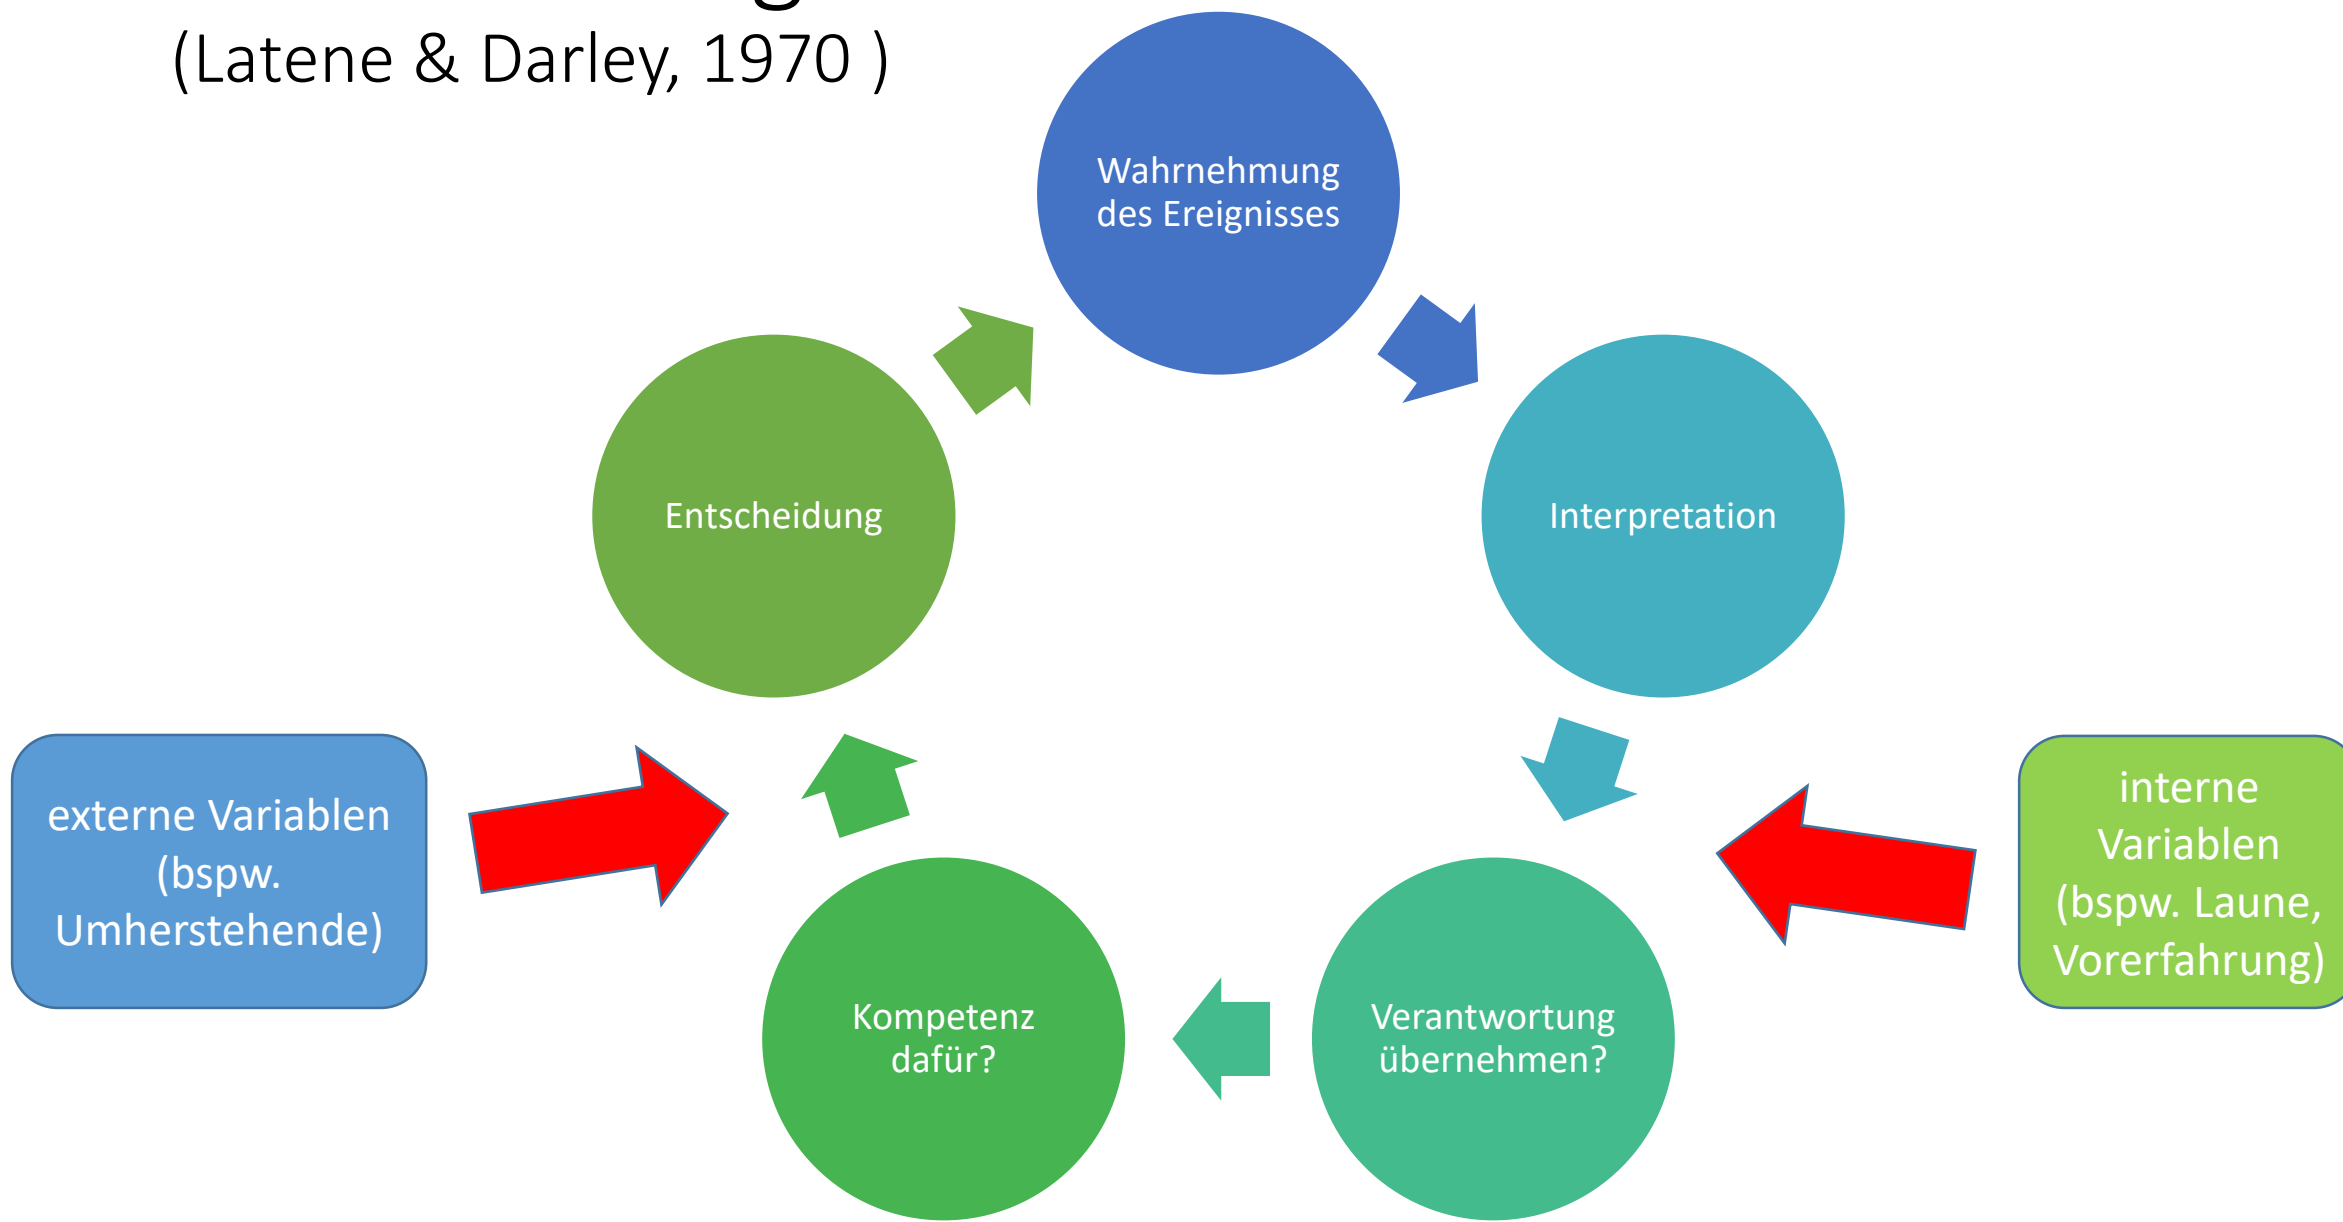 (Latene & Darley, 1970 )
Wahrnehmung
des Ereignisses
Interpretation
Verantwortung
übernehmen?
Kompetenz
dafür?
Entscheidung
externe Variablen
(bspw.
Umherstehende)
interne
Variablen
(bspw. Laune,
Vorerfahrung)